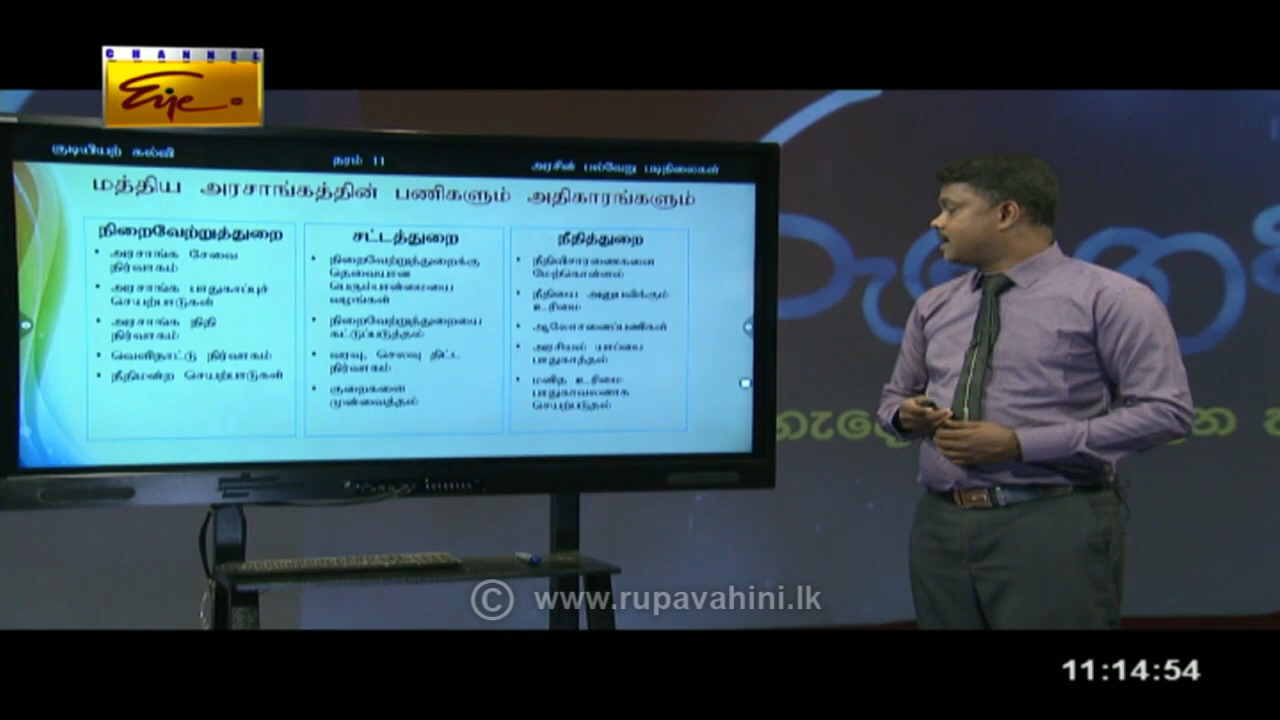 CHANNEL
Eye
குடியியற் கல்வி
தரம் 11
அரசின் பல்வேறு படிநிலைகள்
மத்திய அரசாங்கத்தின் பணிகளும் அதிகாரங்களும்
நிறைவேற்றுத்துறை
அரசாங்க சேவை
நிர்வாகம்
அரசாங்க பாதுகாப்புச்
செயற்பாடுகள்
அரசாங்க நிதி
நிர்வாகம்
வெளிநாட்டு நிர்வாகம்
நீதிமன்ற செயற்பாடுகள்
சட்டத்துறை
நிறைவேற்றுத்துறைக்கு
தேவையான
பெரும்பான்மையை
வழங்கள்
நிறைவேற்றுத்துறையை
கட்டுப்படுத்தல்
வரவு, செலவு திட்ட
நிர்வாகம்
குறைகளை
முன்வைத்தல்
நீதித்துறை
நீதிவிசாரணைகளை
மேற்கொள்ளல்
நீதியை அனுபவிக்கும்
உரிமை
ஆலோசனைப்பணிகள்
அரசியல் யாப்பை
பாதுகாத்தல்
மனித உரிமை
பாதுகாவலனாக
செயற்படுதல்
© www.rupavahini.lk
11:14:54